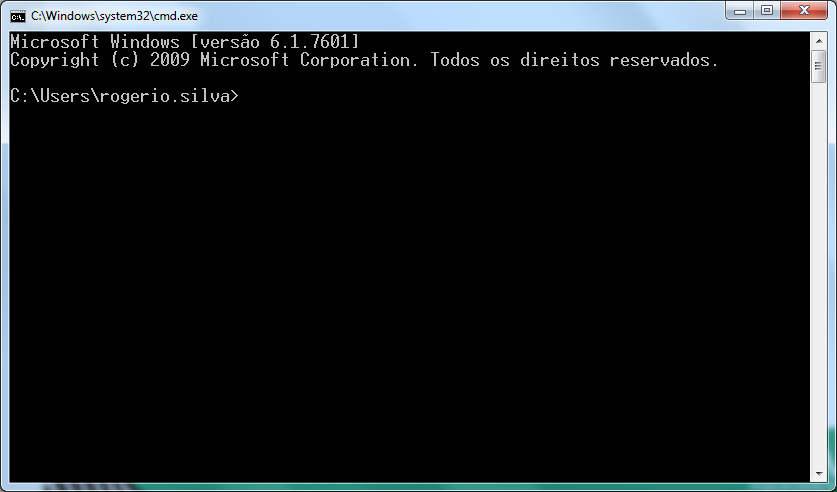 C:\Windows\system32\cmd.exe
Microsoft Windows [versão 6.1.7601]
Copyright (c) 2009 Microsoft Corporation. Todos os direitos reservados.
C:\Users\rogerio.silva>